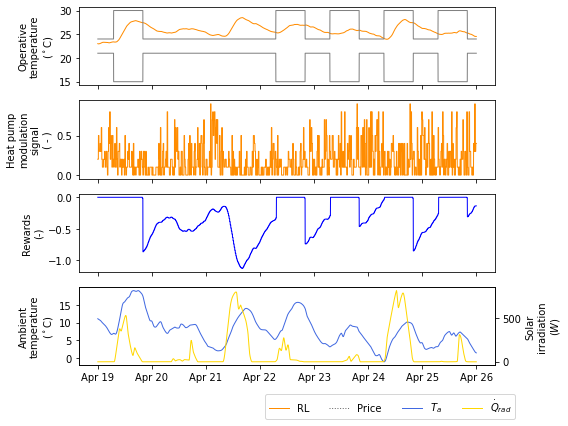 Operative
temperature
(°C)
30
25
20
15
Heat pump
modulation
signal
( - )
0.5
0.0
Rewards
(-)
0.0
−0.5
−1.0
Ambient
temperature
(°C)
15
10
5
0
500
0
Solar
irradiation
(W)
Apr 19 Apr 20 Apr 21 Apr 22 Apr 23 Apr 24 Apr 25 Apr 26
RL Price T_a Q̇_rad